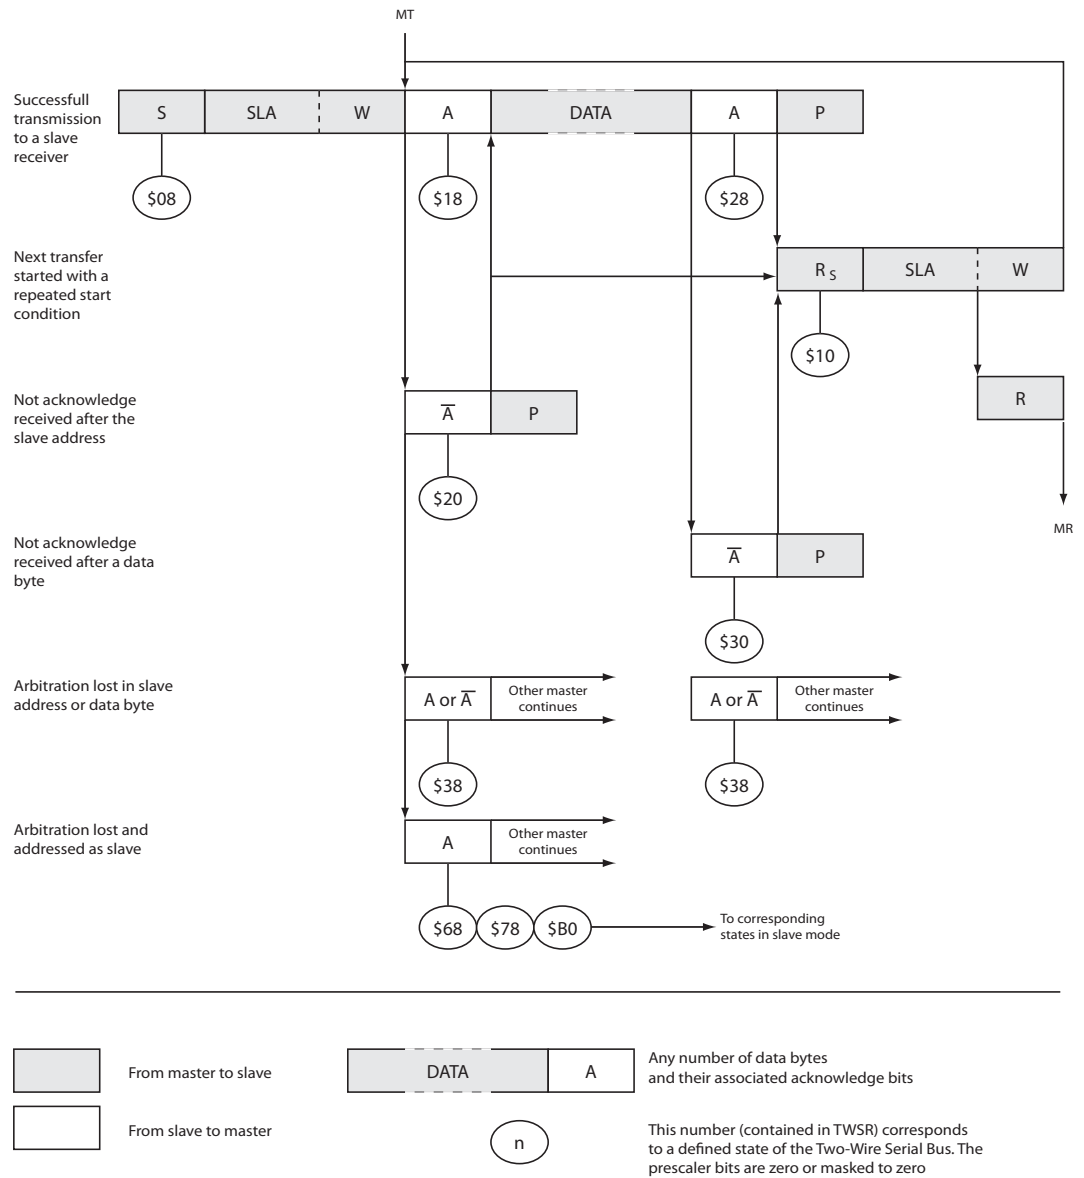 MT
Successfull
transmission
to a slave
receiver
S SLA W A DATA A P
$08 $18 $28
Next transfer
started with a
repeated start
condition
RS SLA W
$10
Not acknowledge
received after the
slave address
A̅ P
R
$20
MR
Not acknowledge
received after a data
byte
A̅ P
$30
Arbitration lost in slave
address or data byte
A or A̅
Other master
continues
A or A̅
Other master
continues
$38 $38
Arbitration lost and
addressed as slave
A
Other master
continues
$68 $78 $B0
To corresponding
states in slave mode
From master to slave
DATA A
Any number of data bytes
and their associated acknowledge bits
From slave to master
n
This number (contained in TWSR) corresponds
to a defined state of the Two-Wire Serial Bus. The
prescaler bits are zero or masked to zero